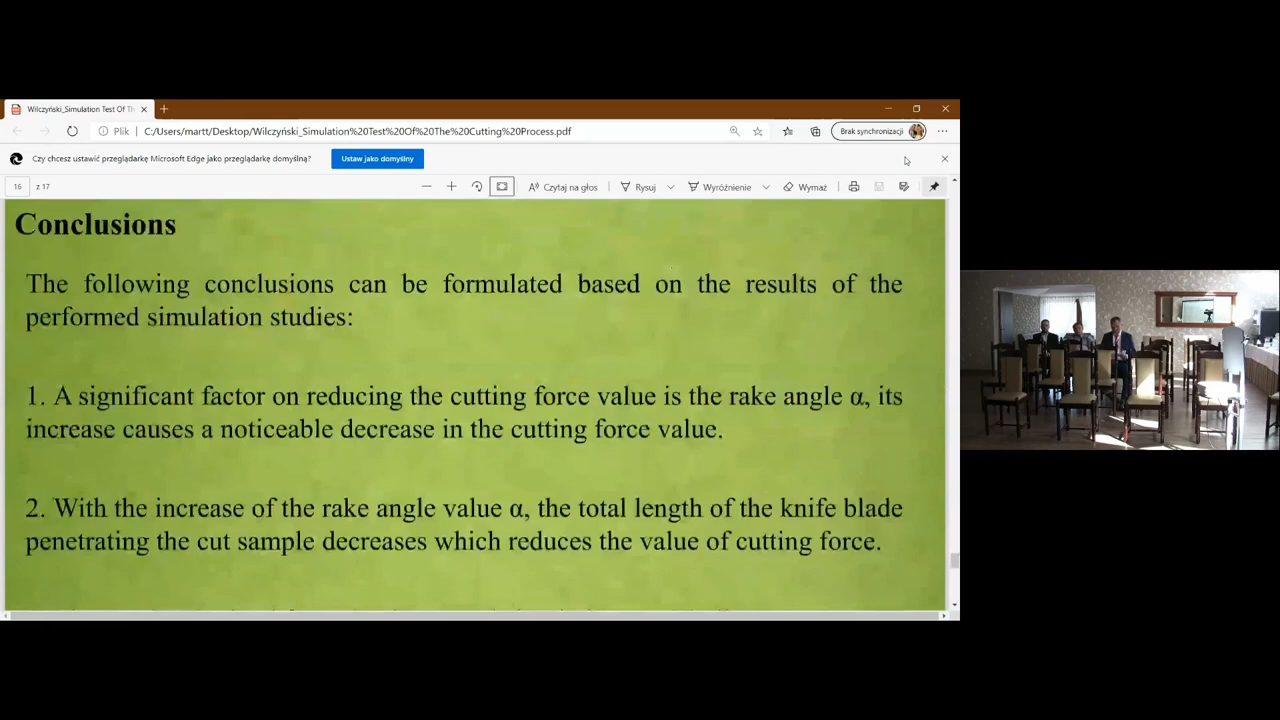 Wilczyński_Simulation Test Of Th
Plik
C:/Users/martt/Desktop/Wilczyński_Simulation%20Test%20Of%20The%20Cutting%20Process.pdf
Brak synchronizacji
Czy chcesz ustawić przeglądarkę Microsoft Edge jako przeglądarkę domyślną?
Ustaw jako domyślny
16 z 17
Czytaj na głos
Rysuj
Wyróżnienie
Wymaż
Conclusions
The following conclusions can be formulated based on the results of the
performed simulation studies:
1. A significant factor on reducing the cutting force value is the rake angle α, its
increase causes a noticeable decrease in the cutting force value.
2. With the increase of the rake angle value α, the total length of the knife blade
penetrating the cut sample decreases which reduces the value of cutting force.